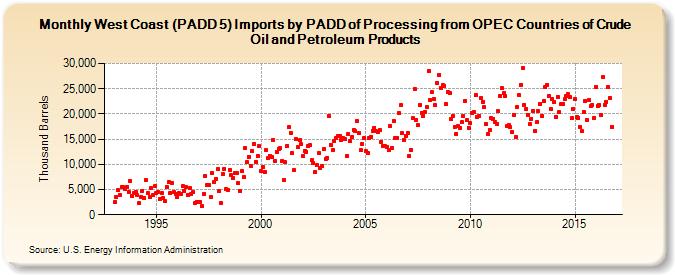 Monthly West Coast (PADD 5) Imports by PADD of Processing from OPEC Countries of Crude
Oil and Petroleum Products
Thousand Barrels
30,000
25,000
20,000
15,000
10,000
5,000
0
1995 2000 2005 2010 2015
Source: U.S. Energy Information Administration